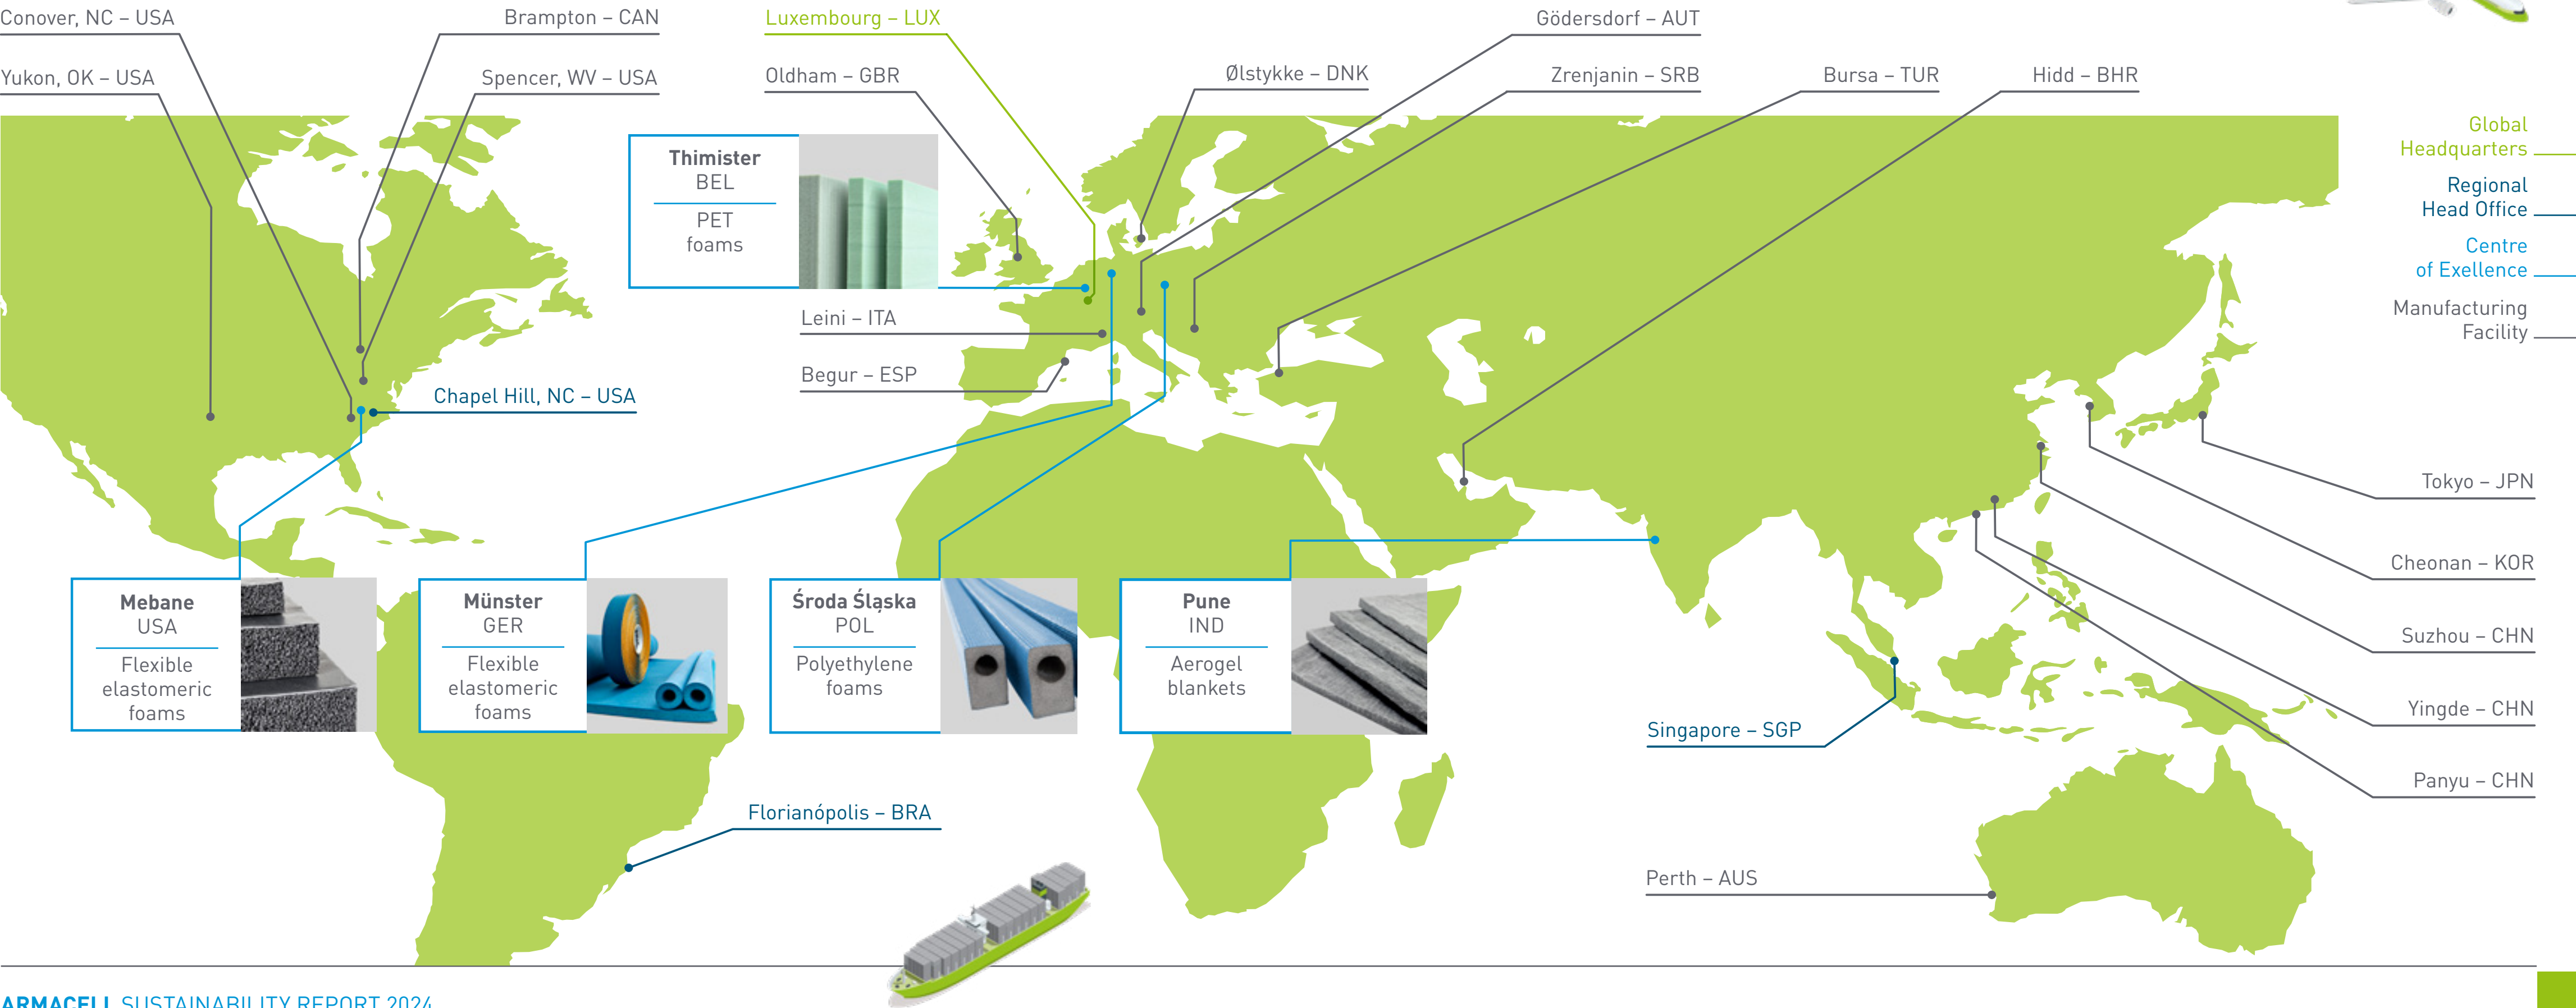 Conover, NC – USA
Brampton – CAN
Luxembourg – LUX
Gödersdorf – AUT
Yukon, OK – USA
Spencer, WV – USA
Oldham – GBR
Ølstykke – DNK
Zrenjanin – SRB
Bursa – TUR
Hidd – BHR
Global
Headquarters
Regional
Head Office
Centre
of Exellence
Manufacturing
Facility
Thimister
BEL
PET
foams
Leini – ITA
Begur – ESP
Chapel Hill, NC – USA
Tokyo – JPN
Cheonan – KOR
Suzhou – CHN
Yingde – CHN
Panyu – CHN
Mebane
USA
Flexible
elastomeric
foams
Münster
GER
Flexible
elastomeric
foams
Środa Śląska
POL
Polyethylene
foams
Pune
IND
Aerogel
blankets
Singapore – SGP
Florianópolis – BRA
Perth – AUS
ARMACELL SUSTAINABILITY REPORT 2024